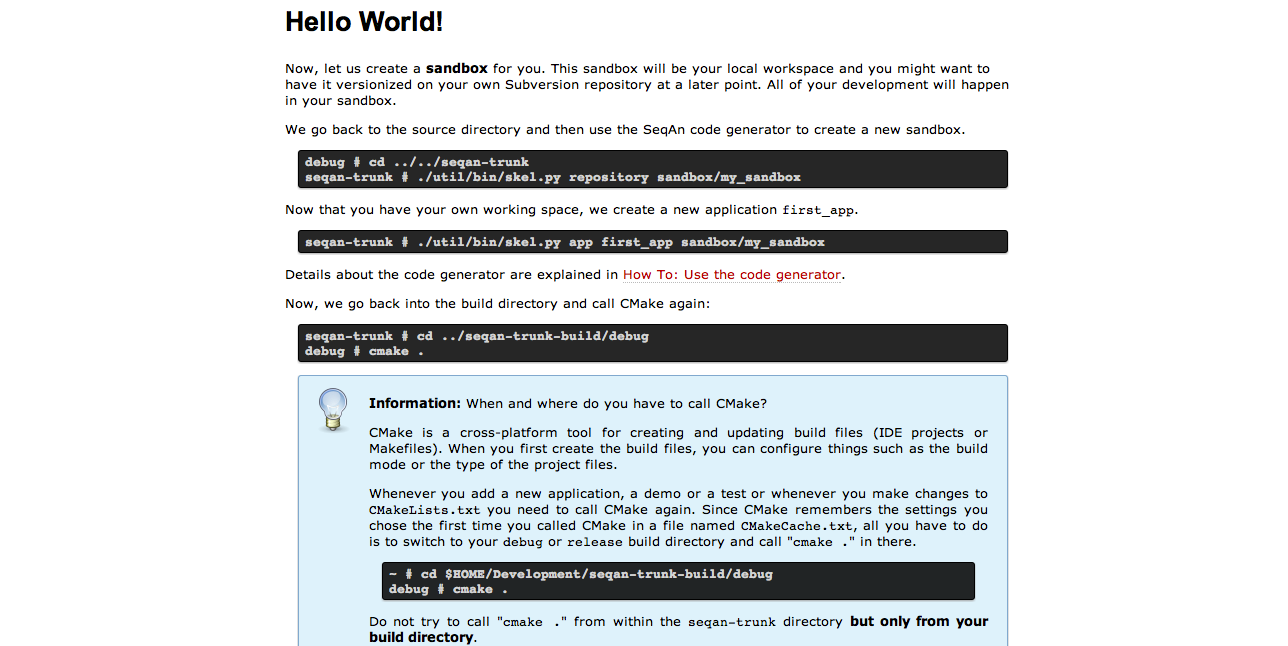 Hello World!
Now, let us create a sandbox for you. This sandbox will be your local workspace and you might want to
have it versionized on your own Subversion repository at a later point. All of your development will happen
in your sandbox.
We go back to the source directory and then use the SeqAn code generator to create a new sandbox.
debug # cd ../../seqan-trunk
seqan-trunk # ./util/bin/skel.py repository sandbox/my_sandbox
Now that you have your own working space, we create a new application first_app.
seqan-trunk # ./util/bin/skel.py app first_app sandbox/my_sandbox
Details about the code generator are explained in How To: Use the code generator.
Now, we go back into the build directory and call CMake again:
seqan-trunk # cd ../seqan-trunk-build/debug
debug # cmake .
Information: When and where do you have to call CMake?
CMake is a cross-platform tool for creating and updating build files (IDE projects or
Makefiles). When you first create the build files, you can configure things such as the build
mode or the type of the project files.
Whenever you add a new application, a demo or a test or whenever you make changes to
CMakeLists.txt you need to call CMake again. Since CMake remembers the settings you
chose the first time you called CMake in a file named CMakeCache.txt, all you have to do
is to switch to your debug or release build directory and call "cmake ." in there.
~ # cd $HOME/Development/seqan-trunk-build/debug
debug # cmake .
Do not try to call "cmake ." from within the seqan-trunk directory but only from your
build directory.